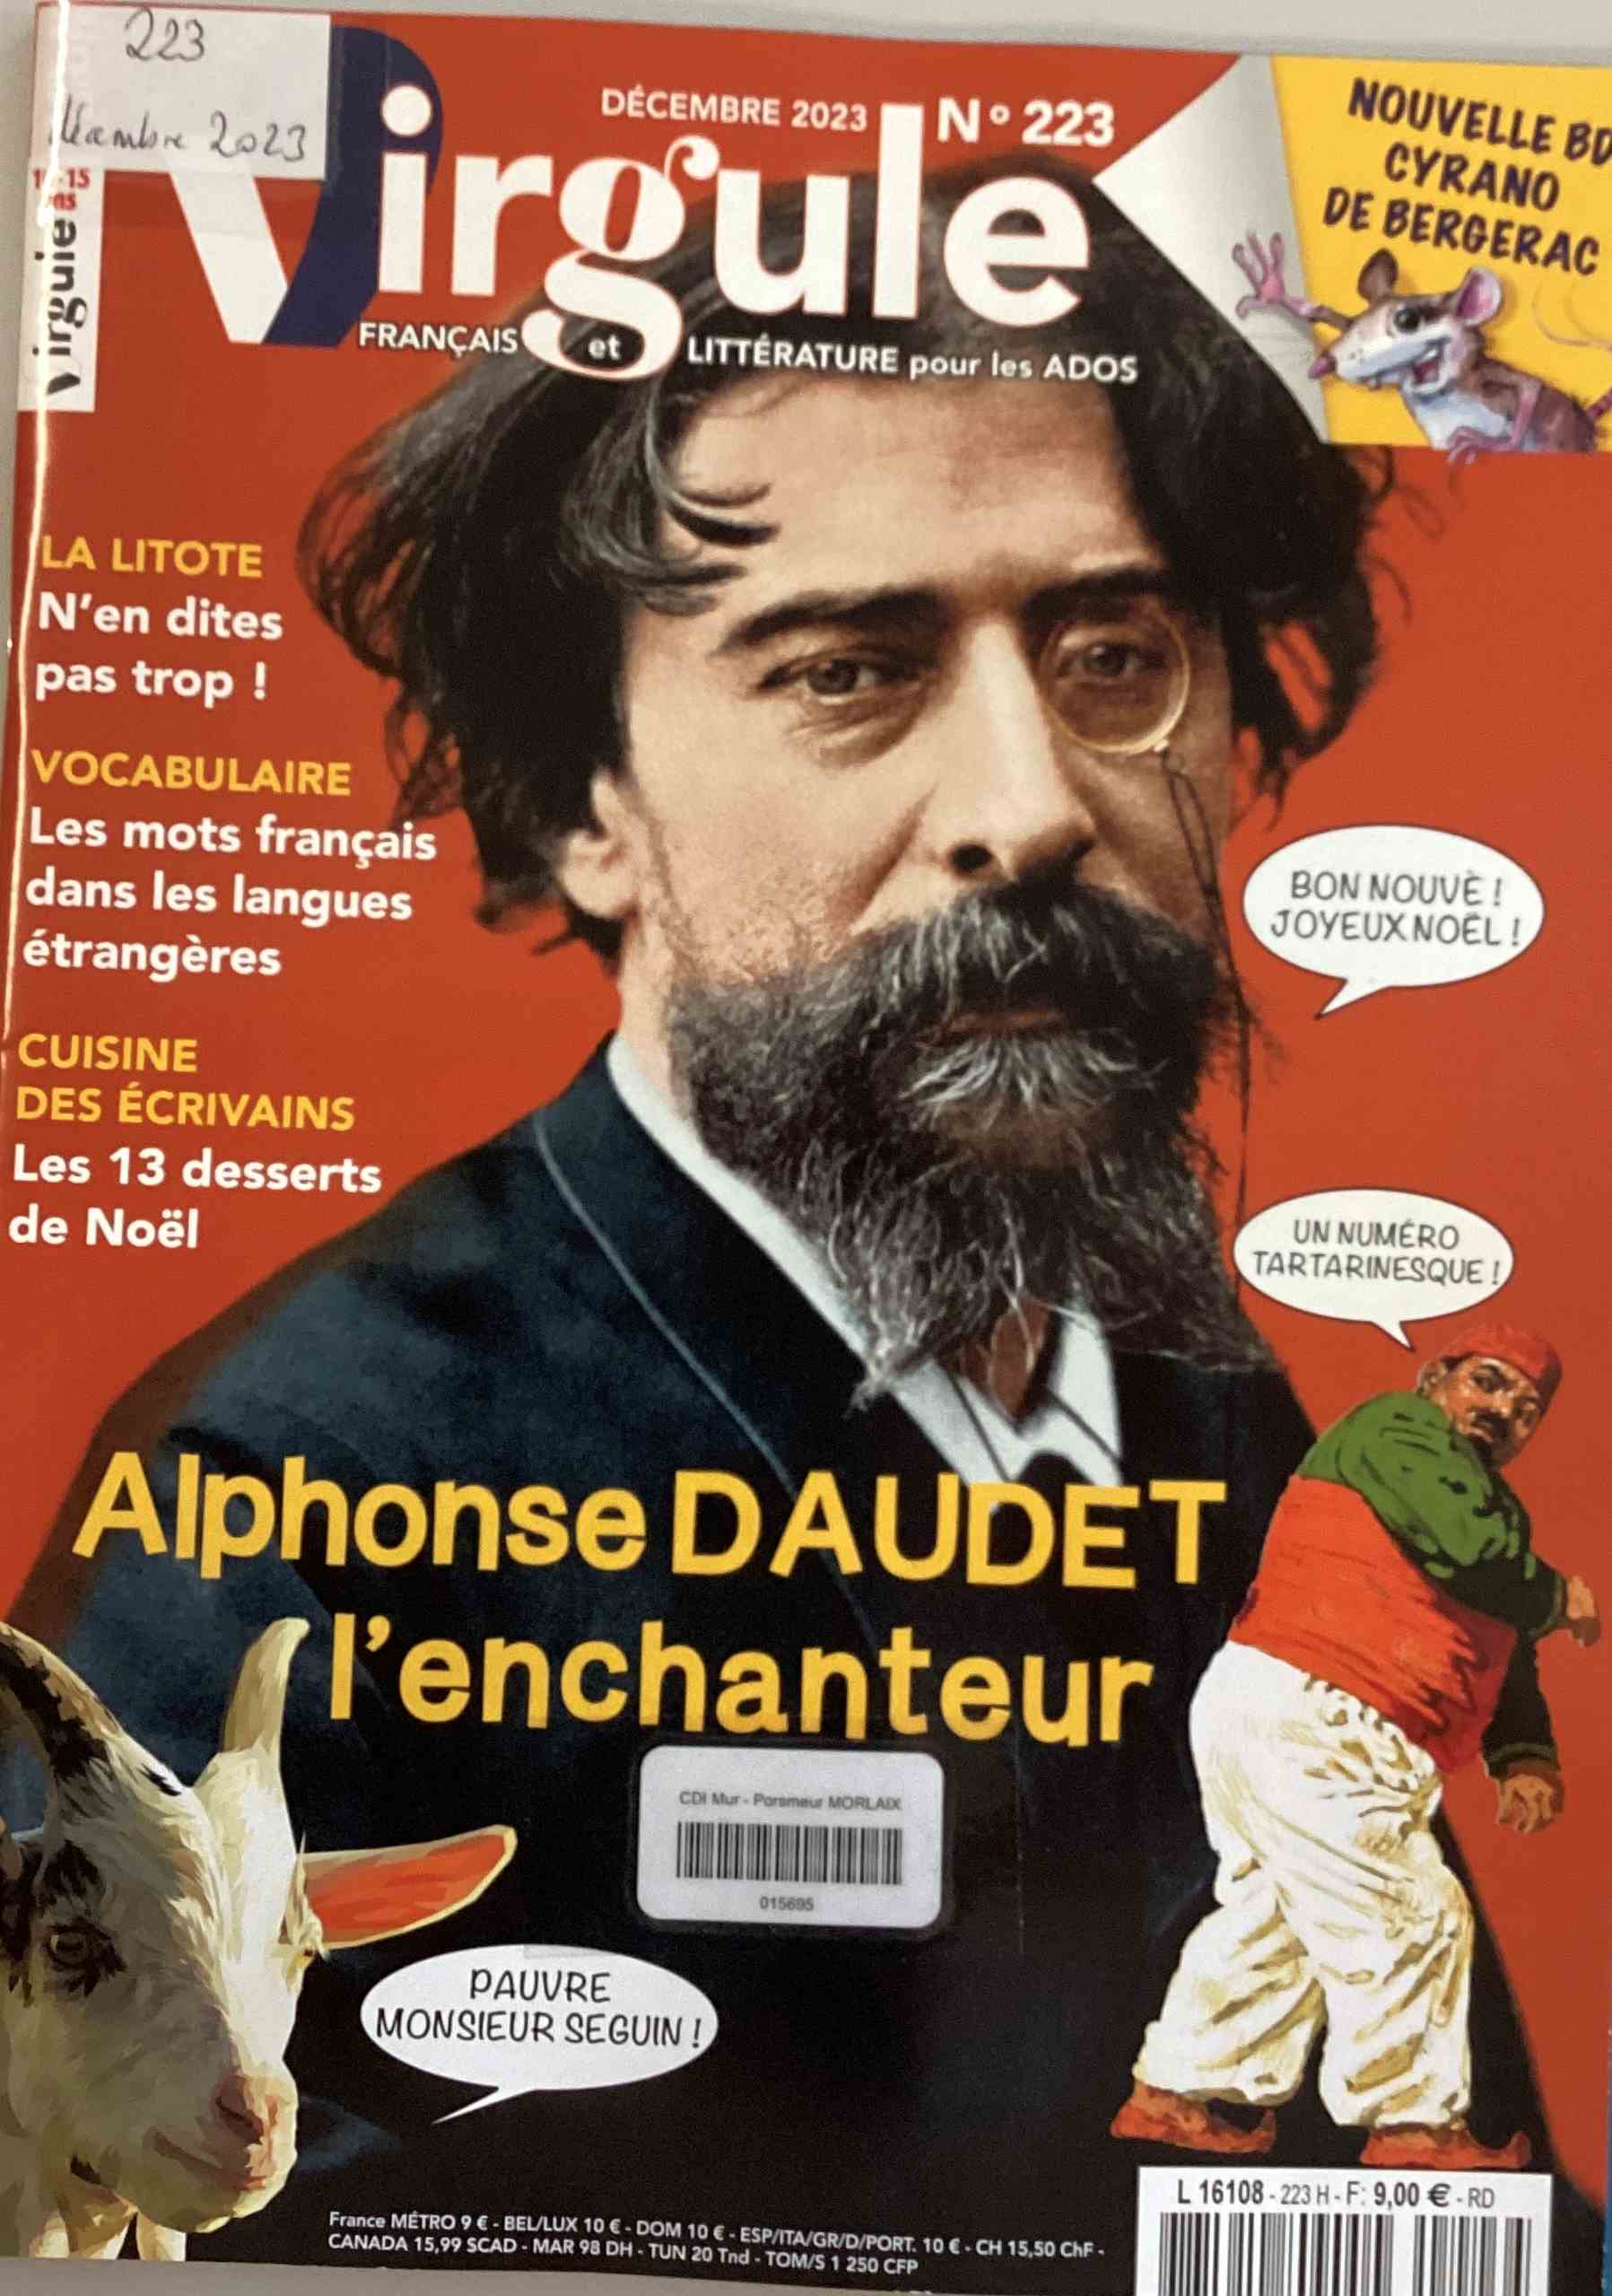 223
décembre 2023
Virgule
DÉCEMBRE 2023
N° 223
Virgule
FRANÇAIS et LITTÉRATURE pour les ADOS
NOUVELLE BD
CYRANO
DE BERGERAC
LA LITOTE
N'en dites
pas trop !
VOCABULAIRE
Les mots français
dans les langues
étrangères
CUISINE
DES ÉCRIVAINS
Les 13 desserts
de Noël
BON NOUVÈ !
JOYEUX NOËL !
UN NUMÉRO
TARTARINESQUE !
Alphonse DAUDET
l'enchanteur
CDI Mur - Porsmeur MORLAIX
015695
PAUVRE
MONSIEUR SEGUIN !
L 16108 - 223 H - F: 9,00 € - RD
France MÉTRO 9 € - BEL/LUX 10 € - DOM 10 € - ESP/ITA/GR/D/PORT. 10 € - CH 15,50 ChF -
CANADA 15,99 $CAD - MAR 98 DH - TUN 20 Tnd - TOM/S 1 250 CFP